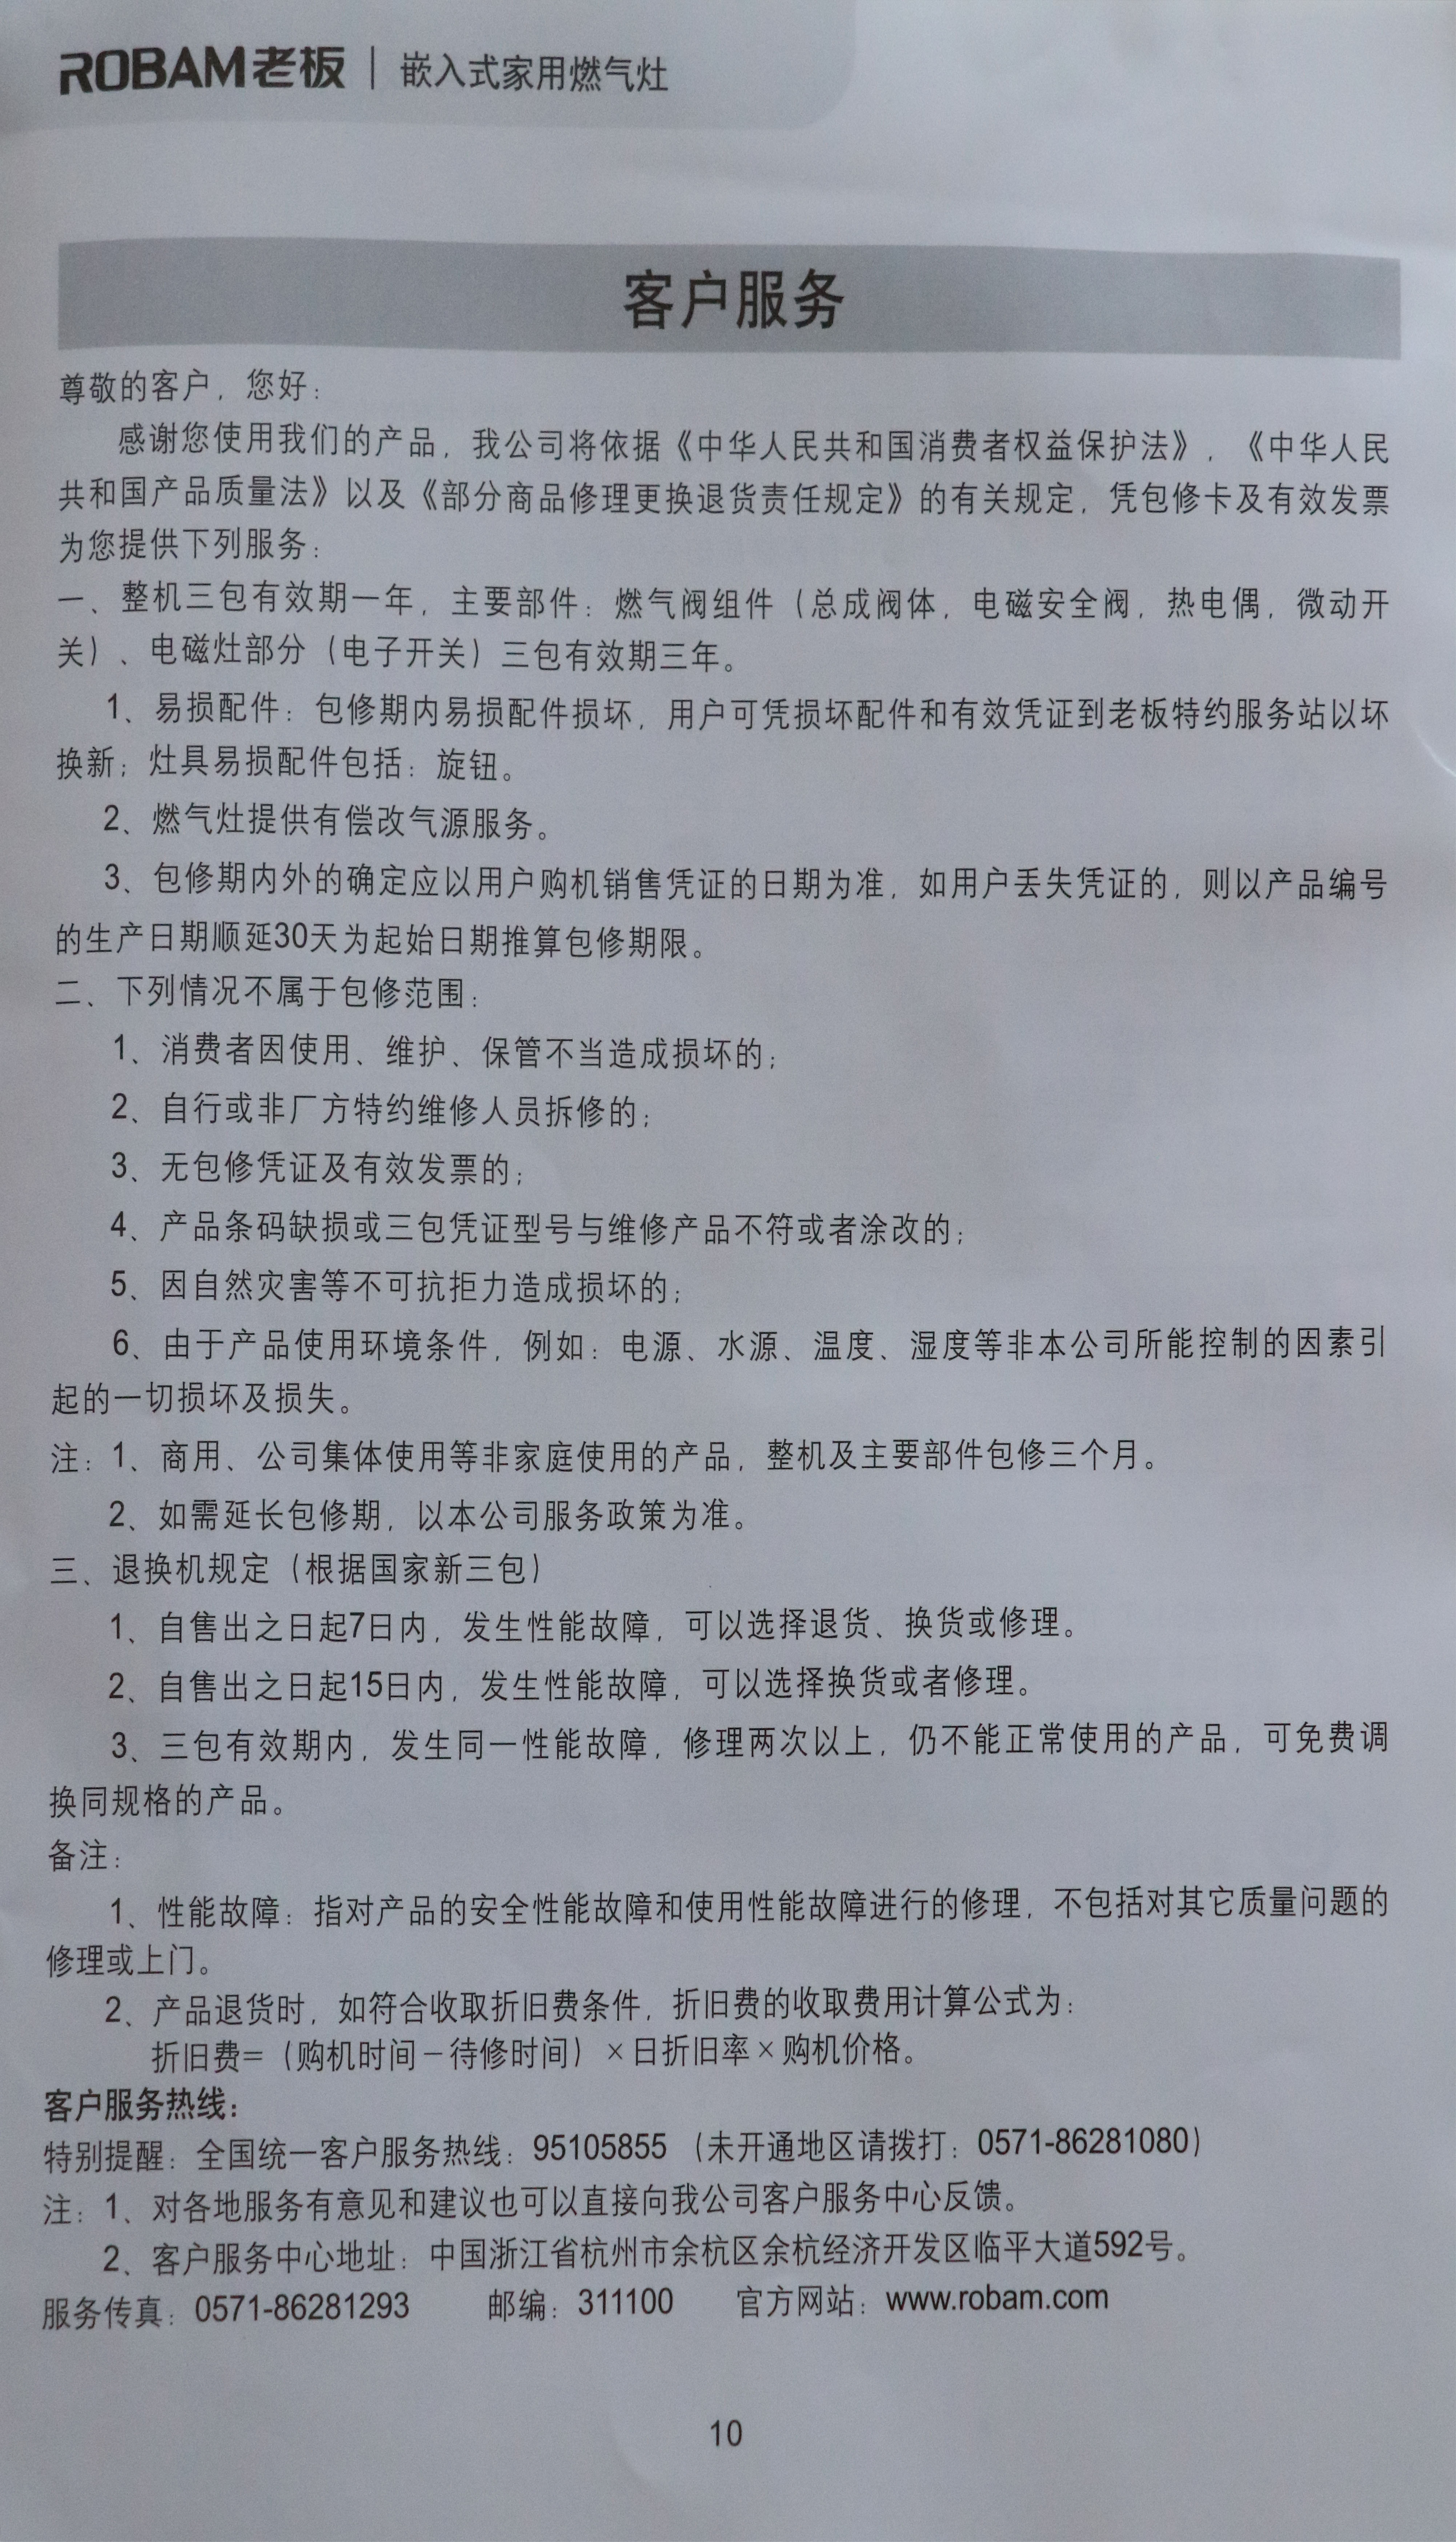 ROBAM老板 | 嵌入式家用燃气灶
客户服务
尊敬的客户，您好：
感谢您使用我们的产品，我公司将依据《中华人民共和国消费者权益保护法》，《中华人民
共和国产品质量法》以及《部分商品修理更换退货责任规定》的有关规定，凭包修卡及有效发票
为您提供下列服务：
一、整机三包有效期一年，主要部件：燃气阀组件（总成阀体，电磁安全阀，热电偶，微动开
关）、电磁灶部分（电子开关）三包有效期三年。
1、易损配件：包修期内易损配件损坏，用户可凭损坏配件和有效凭证到老板特约服务站以坏
换新；灶具易损配件包括：旋钮。
2、燃气灶提供有偿改气源服务。
3、包修期内外的确定应以用户购机销售凭证的日期为准，如用户丢失凭证的，则以产品编号
的生产日期顺延30天为起始日期推算包修期限。
二、下列情况不属于包修范围：
1、消费者因使用、维护、保管不当造成损坏的；
2、自行或非厂方特约维修人员拆修的；
3、无包修凭证及有效发票的；
4、产品条码缺损或三包凭证型号与维修产品不符或者涂改的；
5、因自然灾害等不可抗拒力造成损坏的；
6、由于产品使用环境条件，例如：电源、水源、温度、湿度等非本公司所能控制的因素引
起的一切损坏及损失。
注：1、商用、公司集体使用等非家庭使用的产品，整机及主要部件包修三个月。
2、如需延长包修期，以本公司服务政策为准。
三、退换机规定（根据国家新三包）
1、自售出之日起7日内，发生性能故障，可以选择退货、换货或修理。
2、自售出之日起15日内，发生性能故障，可以选择换货或者修理。
3、三包有效期内，发生同一性能故障，修理两次以上，仍不能正常使用的产品，可免费调
换同规格的产品。
备注：
1、性能故障：指对产品的安全性能故障和使用性能故障进行的修理，不包括对其它质量问题的
修理或上门。
2、产品退货时，如符合收取折旧费条件，折旧费的收取费用计算公式为：
折旧费=（购机时间－待修时间）×日折旧率×购机价格。
客户服务热线：
特别提醒：全国统一客户服务热线：95105855（未开通地区请拨打：0571-86281080）
注：1、对各地服务有意见和建议也可以直接向我公司客户服务中心反馈。
2、客户服务中心地址：中国浙江省杭州市余杭区余杭经济开发区临平大道592号。
服务传真：0571-86281293 邮编：311100 官方网站：www.robam.com
10